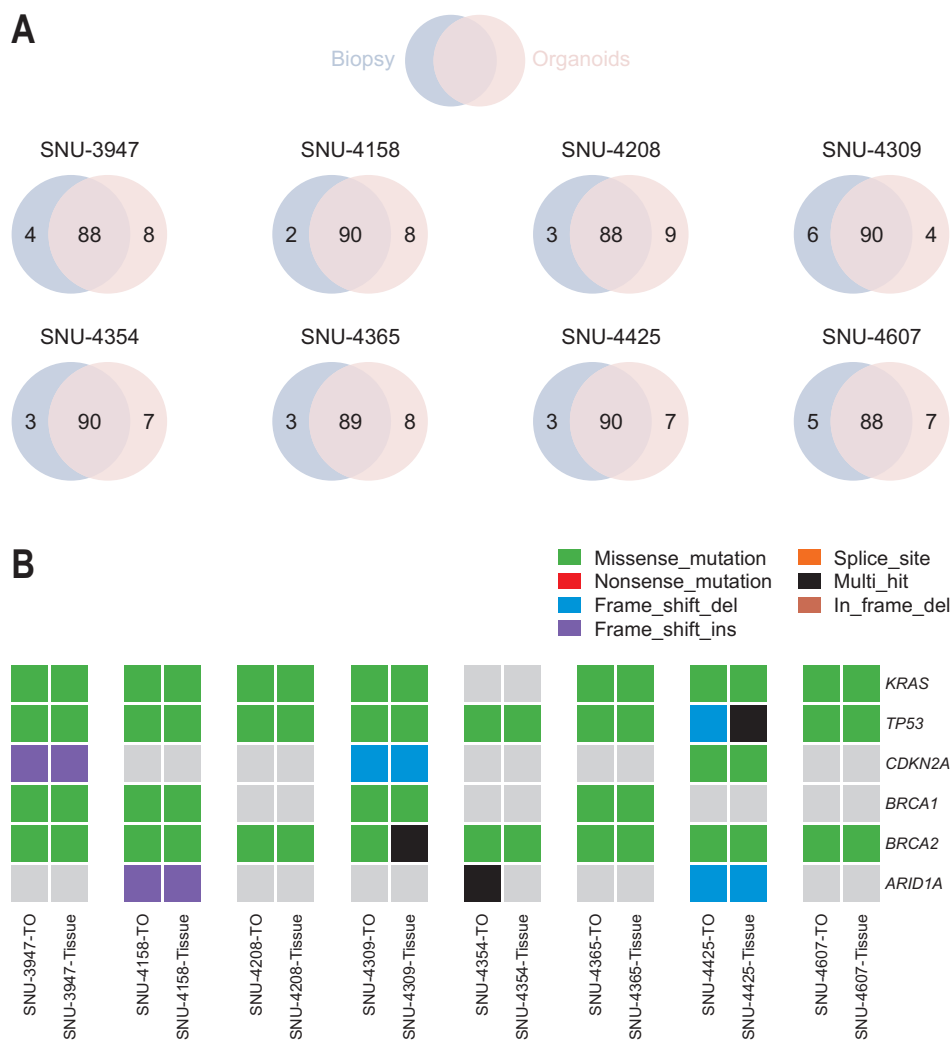 A
Biopsy Organoids
SNU-3947 SNU-4158 SNU-4208 SNU-4309
4 88 8 2 90 8 3 88 9 6 90 4
SNU-4354 SNU-4365 SNU-4425 SNU-4607
3 90 7 3 89 8 3 90 7 5 88 7
B
Missense_mutation Splice_site
Nonsense_mutation Multi_hit
Frame_shift_del In_frame_del
Frame_shift_ins
KRAS
TP53
CDKN2A
BRCA1
BRCA2
ARID1A
SNU-3947-TO
SNU-3947-Tissue
SNU-4158-TO
SNU-4158-Tissue
SNU-4208-TO
SNU-4208-Tissue
SNU-4309-TO
SNU-4309-Tissue
SNU-4354-TO
SNU-4354-Tissue
SNU-4365-TO
SNU-4365-Tissue
SNU-4425-TO
SNU-4425-Tissue
SNU-4607-TO
SNU-4607-Tissue